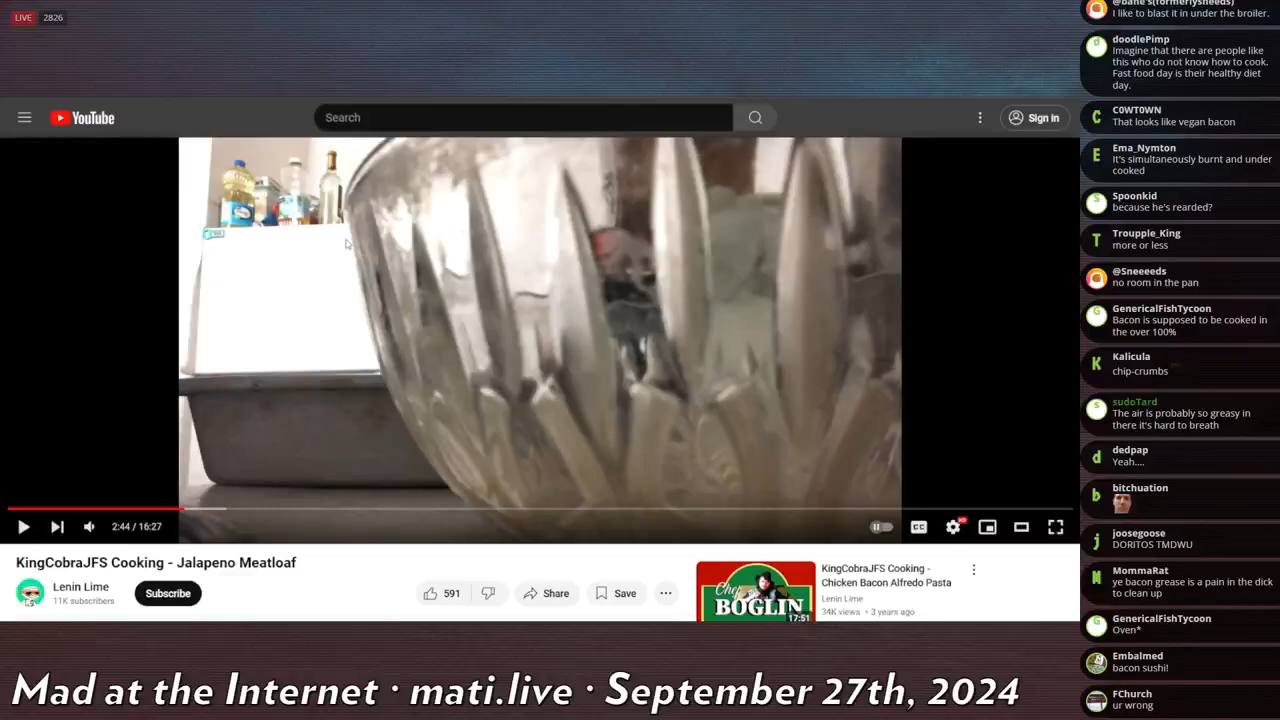 LIVE 2826
YouTube
Search
Sign in
2:44 / 16:27
KingCobraJFS Cooking - Jalapeno Meatloaf
Lenin Lime
11K subscribers
Subscribe
591
Share
Save
Chef
BOGLIN
17:51
KingCobraJFS Cooking -
Chicken Bacon Alfredo Pasta
Lenin Lime
34K views • 3 years ago
Mad at the Internet · mati.live · September 27th, 2024
@bane's(formerlysneeds)
I like to blast it in under the broiler.
doodlePimp
Imagine that there are people like
this who do not know how to cook.
Fast food day is their healthy diet
day.
C0WT0WN
That looks like vegan bacon
Ema_Nymton
It's simultaneously burnt and under
cooked
Spoonkid
because he's rearded?
Troupple_King
more or less
@Sneeeeds
no room in the pan
GenericalFishTycoon
Bacon is supposed to be cooked in
the over 100%
Kalicula
chip-crumbs
sudoTard
The air is probably so greasy in
there it's hard to breath
dedpap
Yeah....
bitchuation
joosegoose
DORITOS TMDWU
MommaRat
ye bacon grease is a pain in the dick
to clean up
GenericalFishTycoon
Oven*
Embalmed
bacon sushi!
FChurch
ur wrong